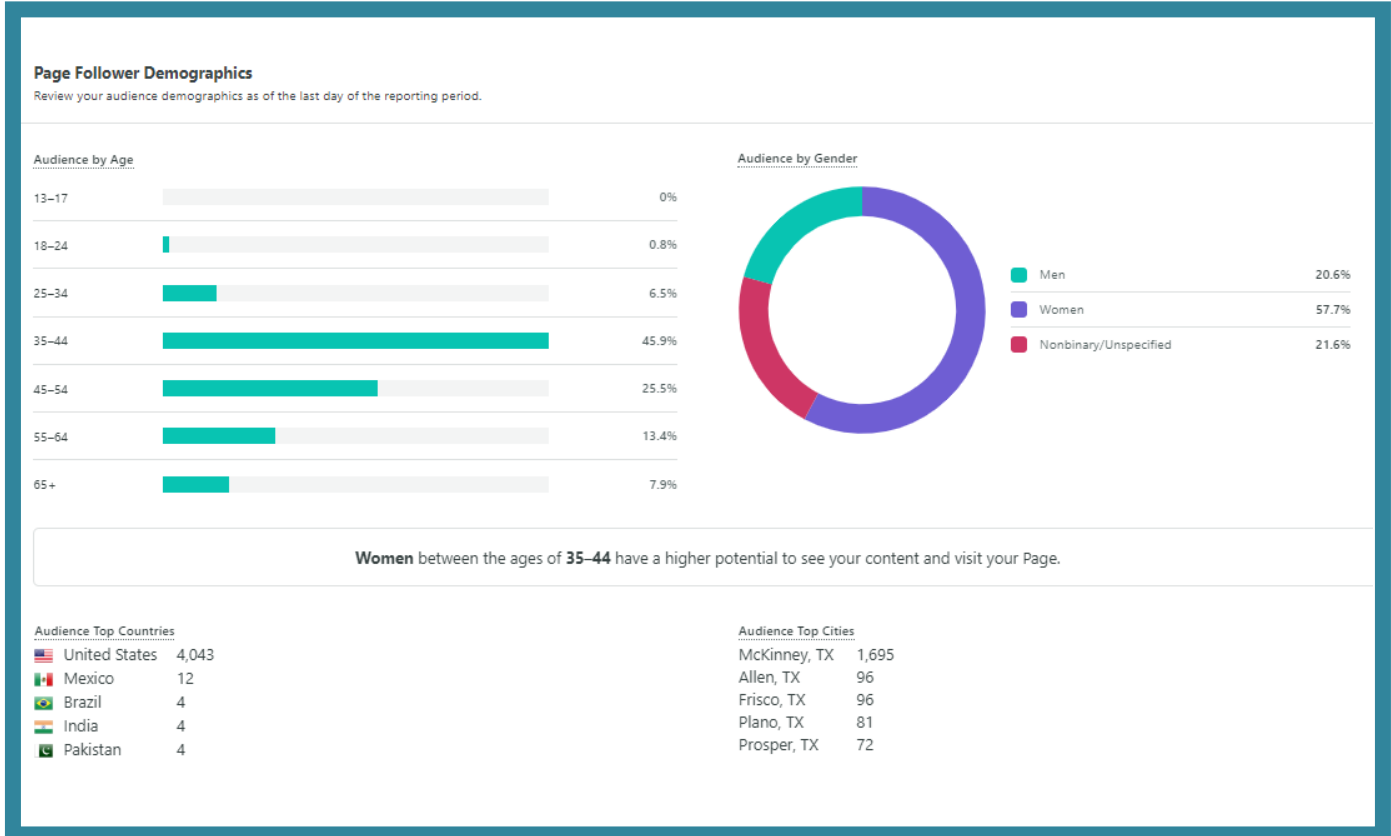 Page Follower Demographics
Review your audience demographics as of the last day of the reporting period.
Audience by Age
13–17 0%
18–24 0.8%
25–34 6.5%
35–44 45.9%
45–54 25.5%
55–64 13.4%
65+ 7.9%
Audience by Gender
Men 20.6%
Women 57.7%
Nonbinary/Unspecified 21.6%
Women between the ages of 35–44 have a higher potential to see your content and visit your Page.
Audience Top Countries
United States 4,043
Mexico 12
Brazil 4
India 4
Pakistan 4
Audience Top Cities
McKinney, TX 1,695
Allen, TX 96
Frisco, TX 96
Plano, TX 81
Prosper, TX 72